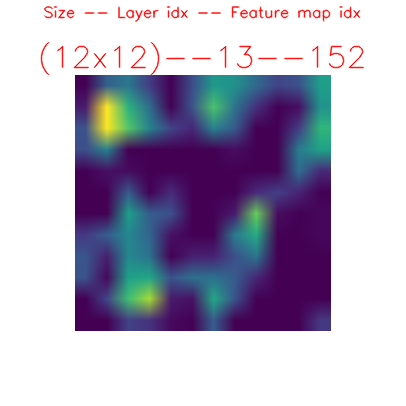 Size -- Layer idx -- Feature map idx
(12x12)--13--152